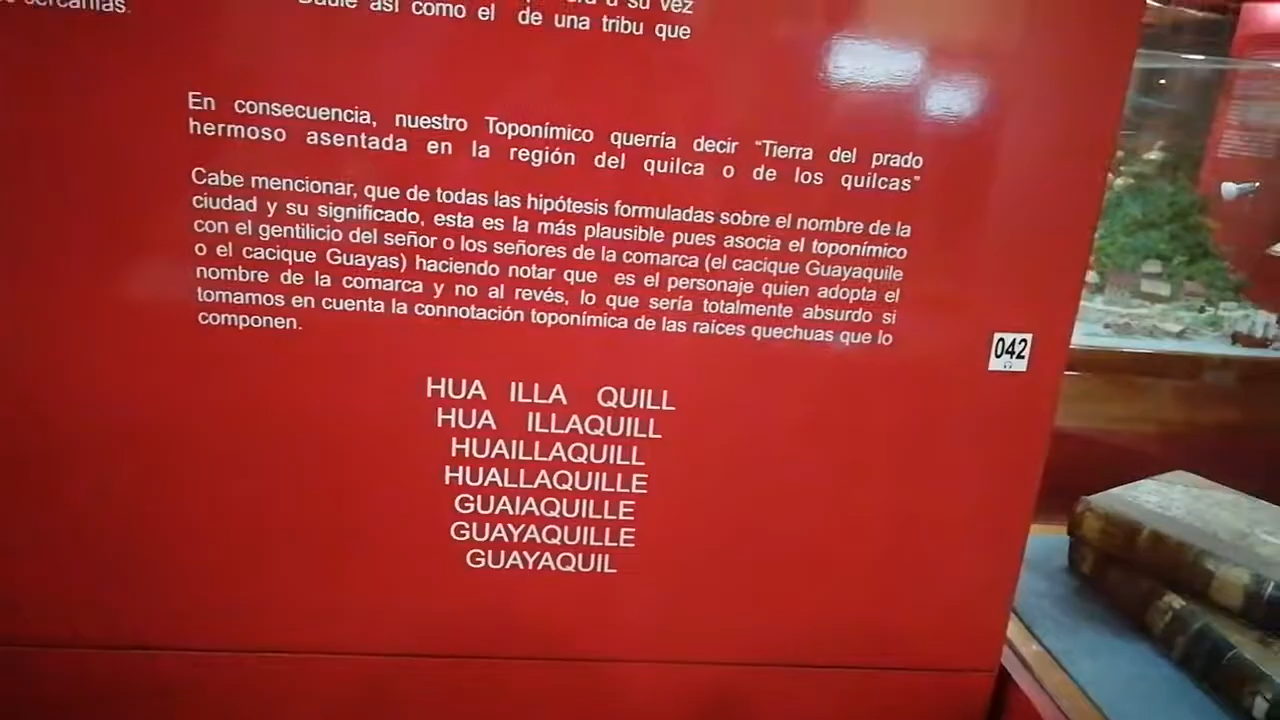 cercanías.
a su vez
Daule así como el de una tribu que
En consecuencia, nuestro Toponímico querría decir "Tierra del prado
hermoso asentada en la región del quilca o de los quilcas"
Cabe mencionar, que de todas las hipótesis formuladas sobre el nombre de la
ciudad y su significado, esta es la más plausible pues asocia el toponímico
con el gentilicio del señor o los señores de la comarca (el cacique Guayaquile
o el cacique Guayas) haciendo notar que es el personaje quien adopta el
nombre de la comarca y no al revés, lo que sería totalmente absurdo si
tomamos en cuenta la connotación toponímica de las raíces quechuas que lo
componen.
HUA ILLA QUILL
HUA ILLAQUILL
HUAILLAQUILL
HUALLAQUILLE
GUAIAQUILLE
GUAYAQUILLE
GUAYAQUIL
042